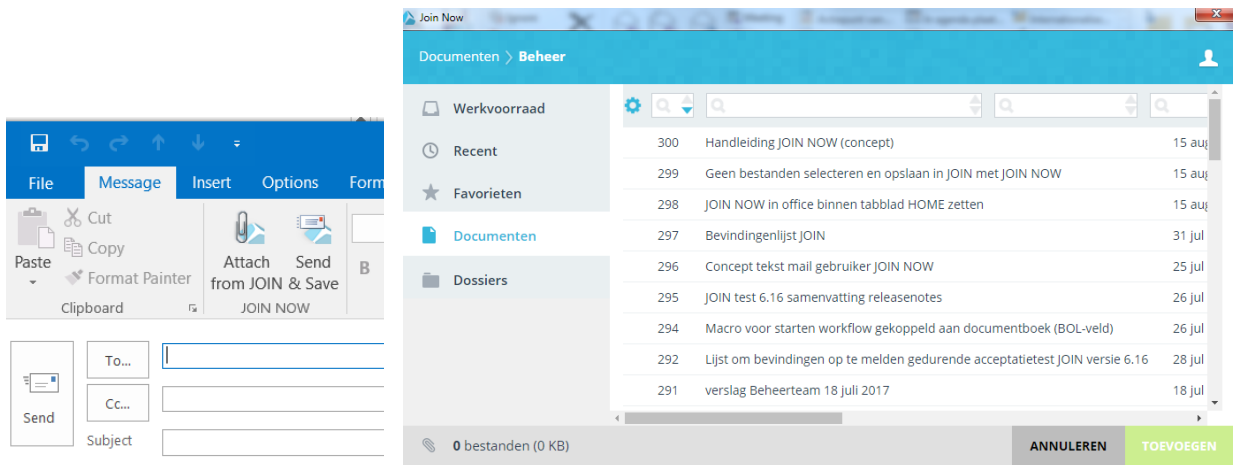 File Message Insert Options Form
Cut
Copy
Format Painter
Paste
Clipboard
Attach from JOIN
Send & Save
JOIN NOW
B
Send
To...
Cc...
Subject
Join Now
Documenten > Beheer
Werkvoorraad
Recent
Favorieten
Documenten
Dossiers
300 Handleiding JOIN NOW (concept) 15 aug
299 Geen bestanden selecteren en opslaan in JOIN met JOIN NOW 15 aug
298 JOIN NOW in office binnen tabblad HOME zetten 15 aug
297 Bevindingenlijst JOIN 31 jul
296 Concept tekst mail gebruiker JOIN NOW 25 jul
295 JOIN test 6.16 samenvatting releasenotes 26 jul
294 Macro voor starten workflow gekoppeld aan documentboek (BOL-veld) 26 jul
292 Lijst om bevindingen op te melden gedurende acceptatietest JOIN versie 6.16 28 jul
291 verslag Beheerteam 18 juli 2017 18 jul
0 bestanden (0 KB)
ANNULEREN
TOEVOEGEN